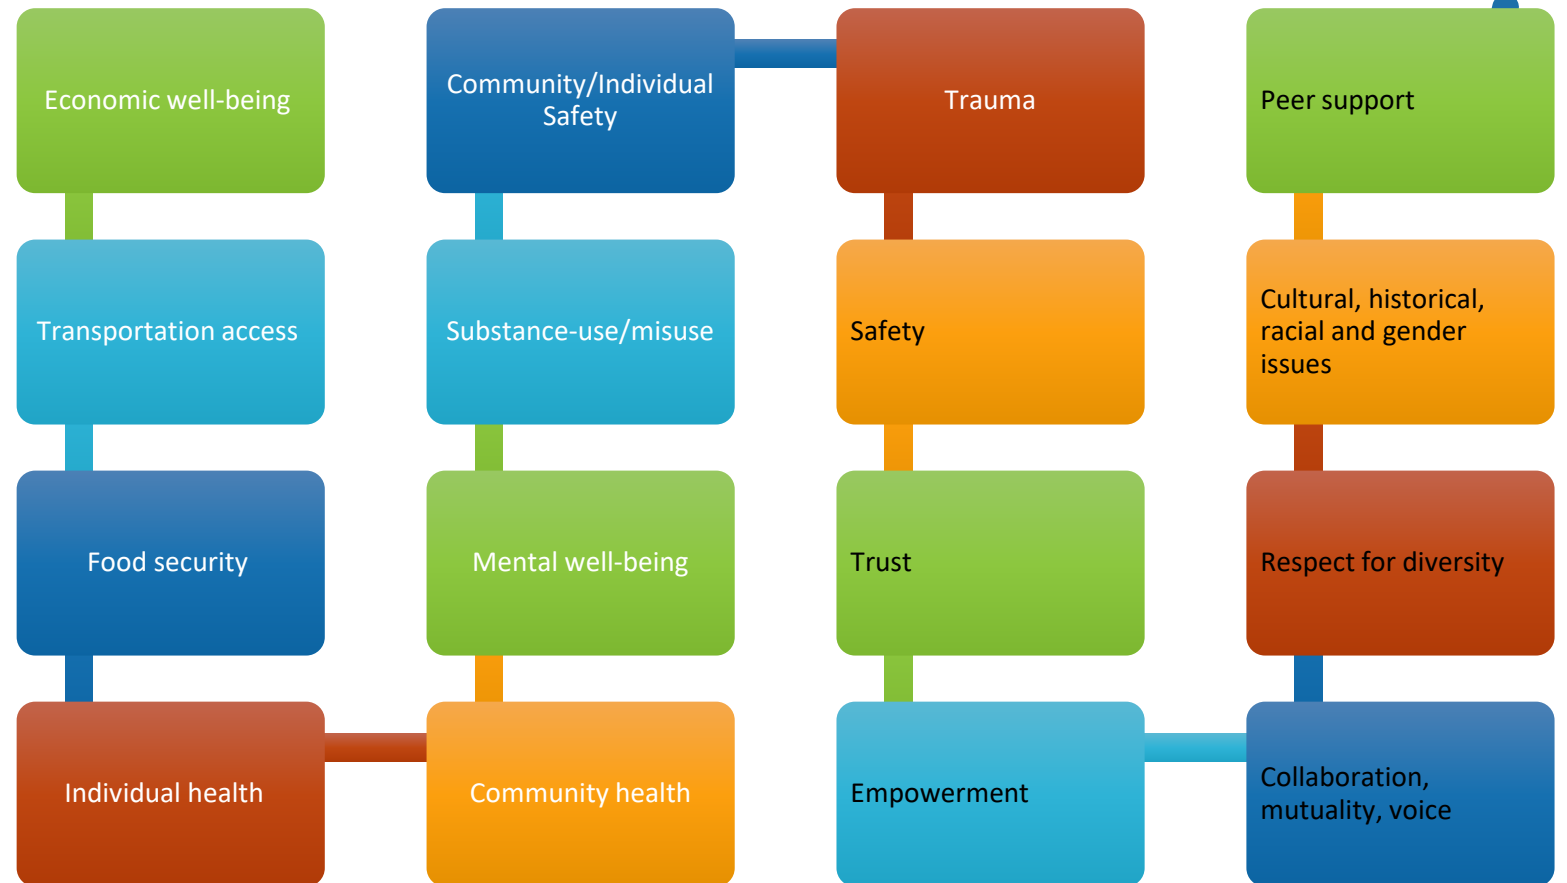 Economic well-being
Transportation access
Food security
Individual health
Community health
Mental well-being
Substance-use/misuse
Community/Individual
Safety
Trauma
Safety
Trust
Empowerment
Collaboration,
mutuality, voice
Respect for diversity
Cultural, historical,
racial and gender
issues
Peer support